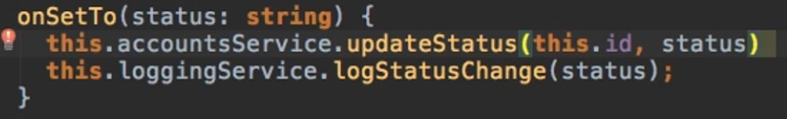 onSetTo(status: string) {
this.accountsService.updateStatus(this.id, status)
this.loggingService.logStatusChange(status);
}